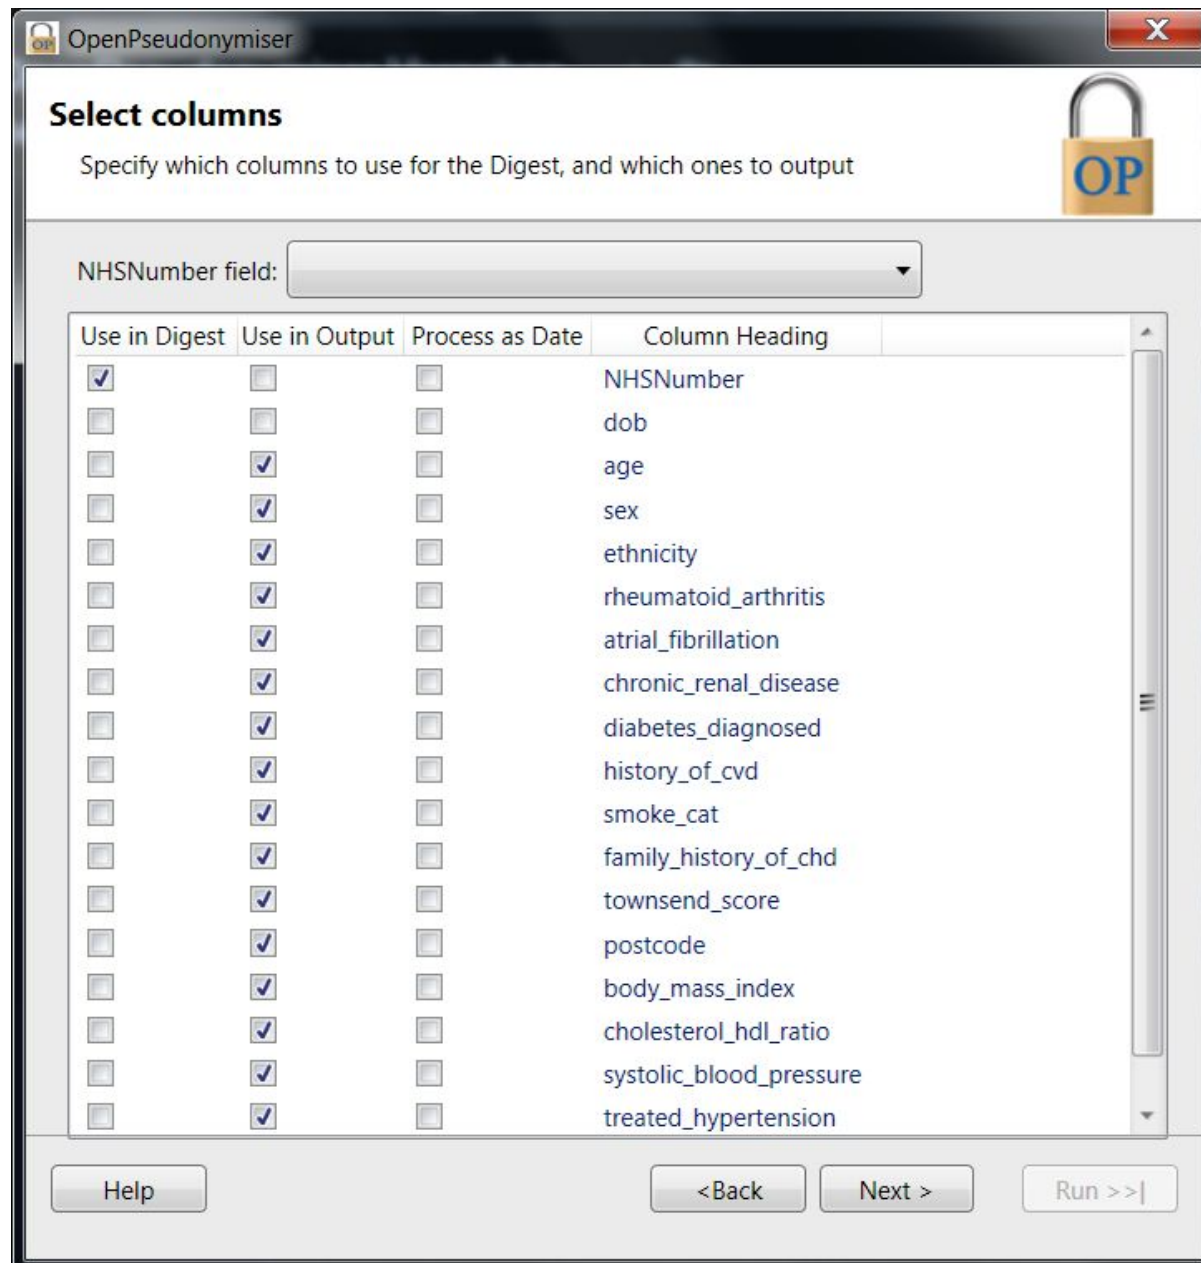 OP OpenPseudonymiser X
Select columns
Specify which columns to use for the Digest, and which ones to output
OP
NHSNumber field:
Use in Digest Use in Output Process as Date Column Heading
NHSNumber
dob
age
sex
ethnicity
rheumatoid_arthritis
atrial_fibrillation
chronic_renal_disease
diabetes_diagnosed
history_of_cvd
smoke_cat
family_history_of_chd
townsend_score
postcode
body_mass_index
cholesterol_hdl_ratio
systolic_blood_pressure
treated_hypertension
Help <Back Next > Run >>|